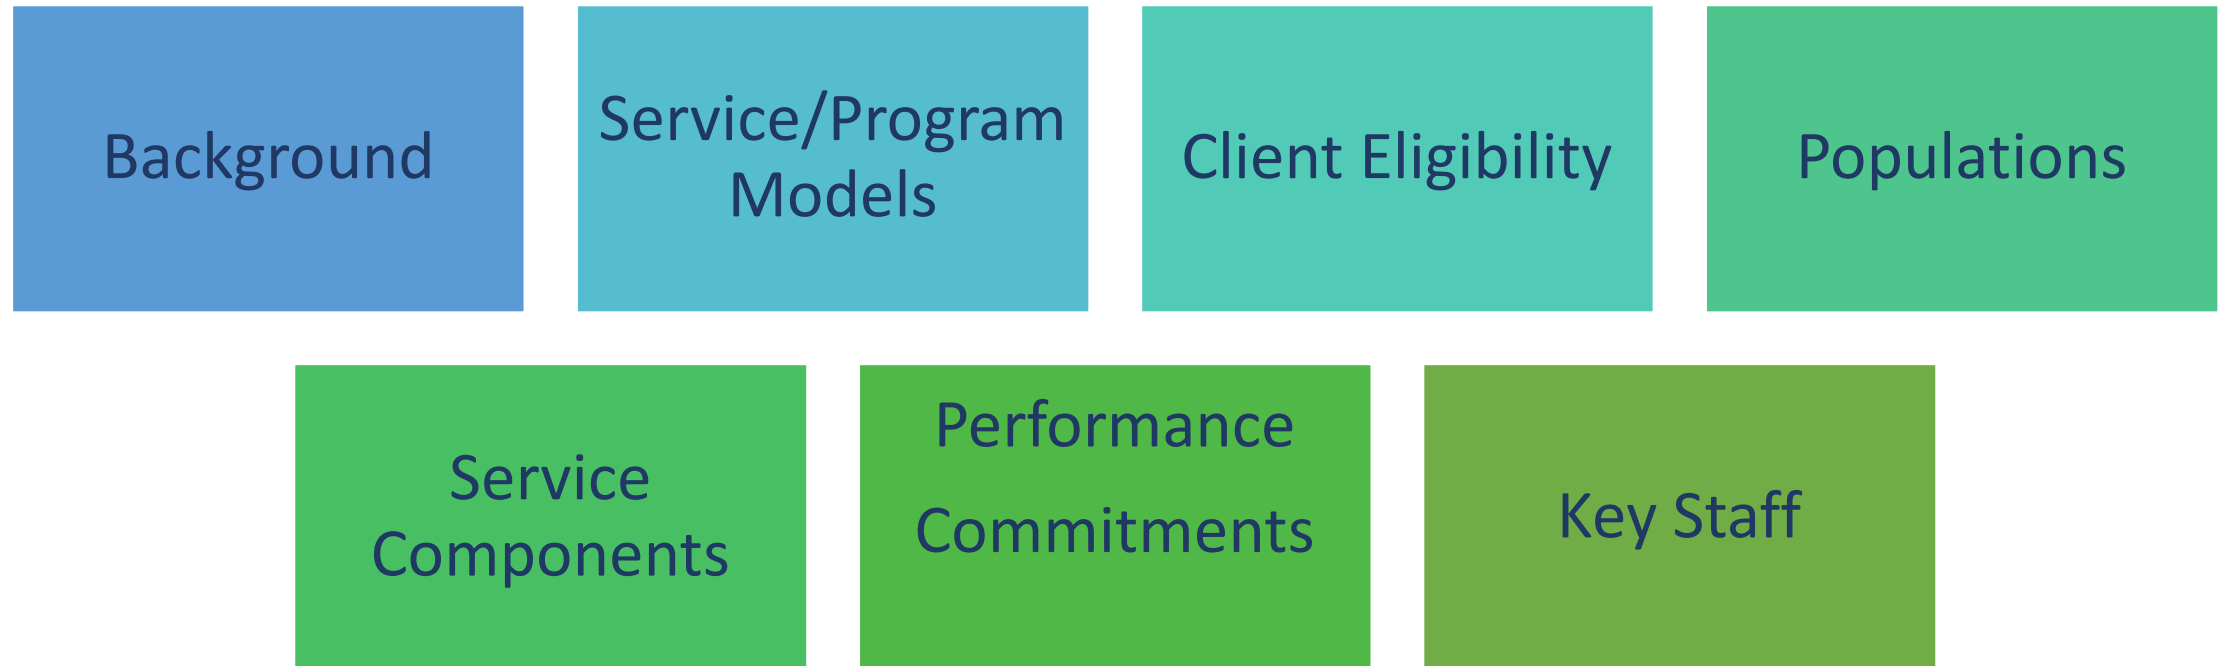 Background
Service/Program
Models
Client Eligibility
Populations
Service
Components
Performance
Commitments
Key Staff